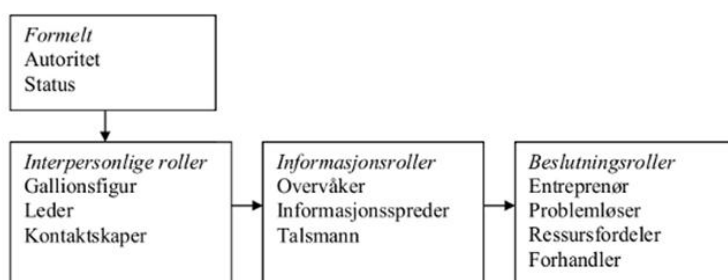 Formelt
Autoritet
Status
Interpersonlige roller
Gallionsfigur
Leder
Kontaktskaper
Informasjonsroller
Overvåker
Informasjonsspreder
Talsmann
Beslutningsroller
Entreprenør
Problemløser
Ressursfordeler
Forhandler